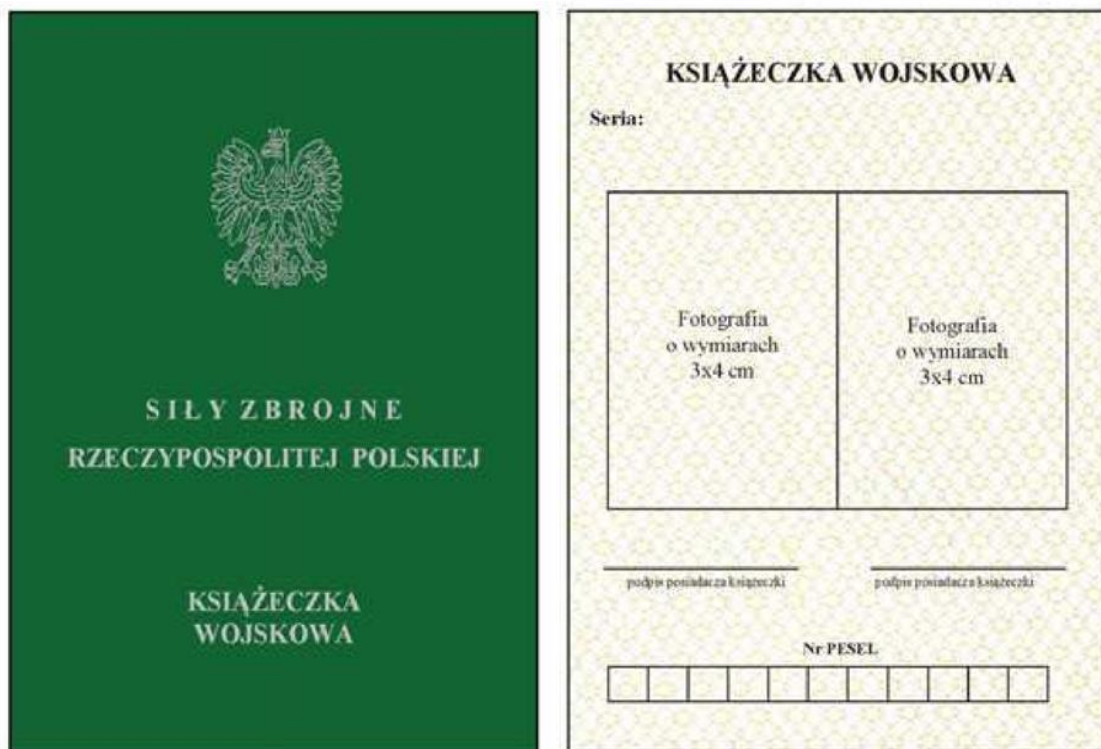 SIŁY ZBROJNE
RZECZYPOSPOLITEJ POLSKIEJ
KSIĄŻECZKA
WOJSKOWA
KSIĄŻECZKA WOJSKOWA
Seria:
Fotografia
o wymiarach
3x4 cm
Fotografia
o wymiarach
3x4 cm
podpis posiadacza książeczki
podpis posiadacza książeczki
Nr PESEL